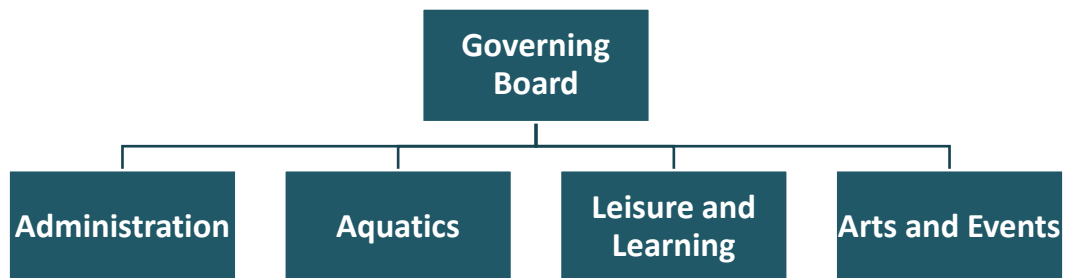 Governing
Board
Administration
Aquatics
Leisure and
Learning
Arts and Events